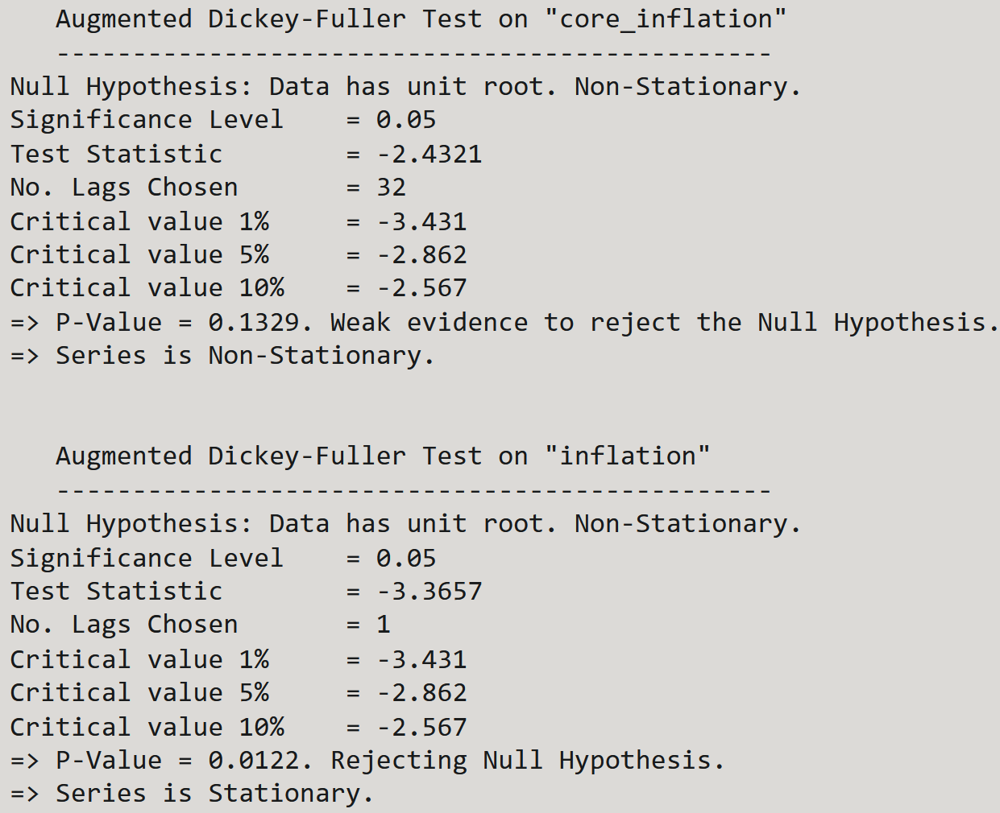 Augmented Dickey-Fuller Test on "core_inflation"
-----------------------------------------------
Null Hypothesis: Data has unit root. Non-Stationary.
Significance Level    = 0.05
Test Statistic        = -2.4321
No. Lags Chosen       = 32
Critical value 1%     = -3.431
Critical value 5%     = -2.862
Critical value 10%    = -2.567
=> P-Value = 0.1329. Weak evidence to reject the Null Hypothesis.
=> Series is Non-Stationary.
Augmented Dickey-Fuller Test on "inflation"
-----------------------------------------------
Null Hypothesis: Data has unit root. Non-Stationary.
Significance Level    = 0.05
Test Statistic        = -3.3657
No. Lags Chosen       = 1
Critical value 1%     = -3.431
Critical value 5%     = -2.862
Critical value 10%    = -2.567
=> P-Value = 0.0122. Rejecting Null Hypothesis.
=> Series is Stationary.